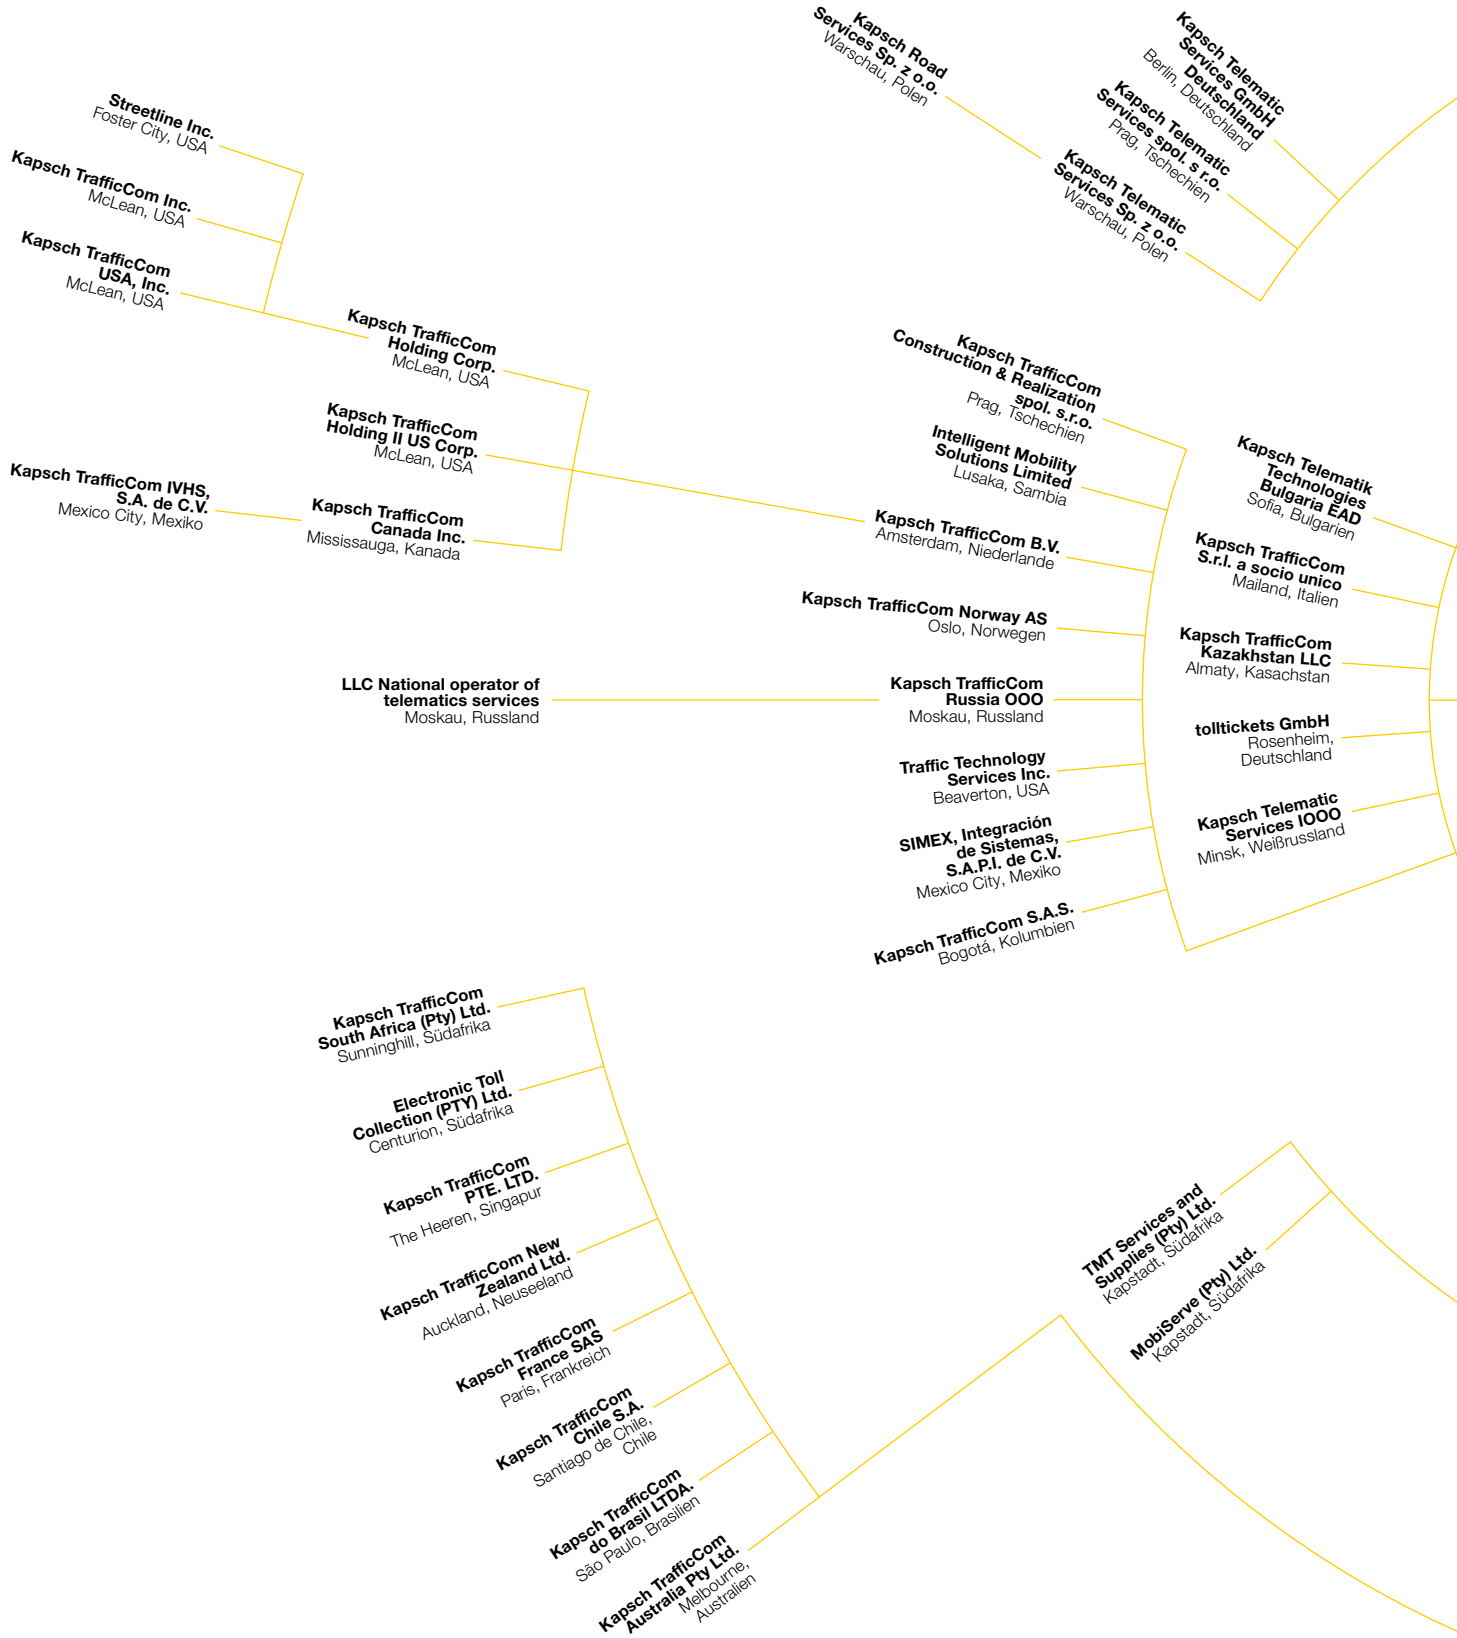 Kapsch Road
Services Sp. z o.o.
Warschau, Polen
Kapsch Telematic
Services GmbH
Deutschland
Berlin, Deutschland
Kapsch Telematic
Services spol. s r.o.
Prag, Tschechien
Kapsch Telematic
Services Sp. z o.o.
Warschau, Polen
Streetline Inc.
Foster City, USA
Kapsch TrafficCom Inc.
McLean, USA
Kapsch TrafficCom
USA, Inc.
McLean, USA
Kapsch TrafficCom
Holding Corp.
McLean, USA
Kapsch TrafficCom
Holding II US Corp.
McLean, USA
Kapsch TrafficCom IVHS,
S.A. de C.V.
Mexico City, Mexiko
Kapsch TrafficCom
Canada Inc.
Mississauga, Kanada
Kapsch TrafficCom
Construction & Realization
spol. s.r.o.
Prag, Tschechien
Intelligent Mobility
Solutions Limited
Lusaka, Sambia
Kapsch TrafficCom B.V.
Amsterdam, Niederlande
Kapsch TrafficCom Norway AS
Oslo, Norwegen
LLC National operator of
telematics services
Moskau, Russland
Kapsch TrafficCom
Russia OOO
Moskau, Russland
Traffic Technology
Services Inc.
Beaverton, USA
SIMEX, Integración
de Sistemas,
S.A.P.I. de C.V.
Mexico City, Mexiko
Kapsch TrafficCom S.A.S.
Bogotá, Kolumbien
Kapsch Telematik
Technologies
Bulgaria EAD
Sofia, Bulgarien
Kapsch TrafficCom
S.r.l. a socio unico
Mailand, Italien
Kapsch TrafficCom
Kazakhstan LLC
Almaty, Kasachstan
tolltickets GmbH
Rosenheim,
Deutschland
Kapsch Telematic
Services IOOO
Minsk, Weißrussland
Kapsch TrafficCom
South Africa (Pty) Ltd.
Sunninghill, Südafrika
Electronic Toll
Collection (PTY) Ltd.
Centurion, Südafrika
Kapsch TrafficCom
PTE. LTD.
The Heeren, Singapur
Kapsch TrafficCom New
Zealand Ltd.
Auckland, Neuseeland
Kapsch TrafficCom
France SAS
Paris, Frankreich
Kapsch TrafficCom
Chile S.A.
Santiago de Chile,
Chile
Kapsch TrafficCom
do Brasil LTDA.
São Paulo, Brasilien
Kapsch TrafficCom
Australia Pty Ltd.
Melbourne,
Australien
TMT Services and
Supplies (Pty) Ltd.
Kapstadt, Südafrika
MobiServe (Pty) Ltd.
Kapstadt, Südafrika